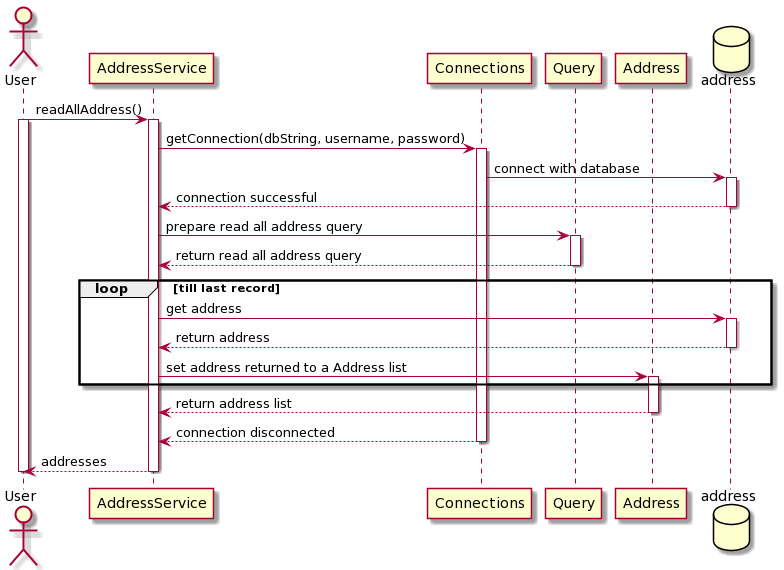 User
AddressService
Connections
Query
Address
address
readAllAddress()
getConnection(dbString, username, password)
connect with database
connection successful
prepare read all address query
return read all address query
loop [till last record]
get address
return address
set address returned to a Address list
return address list
connection disconnected
addresses
User
AddressService
Connections
Query
Address
address